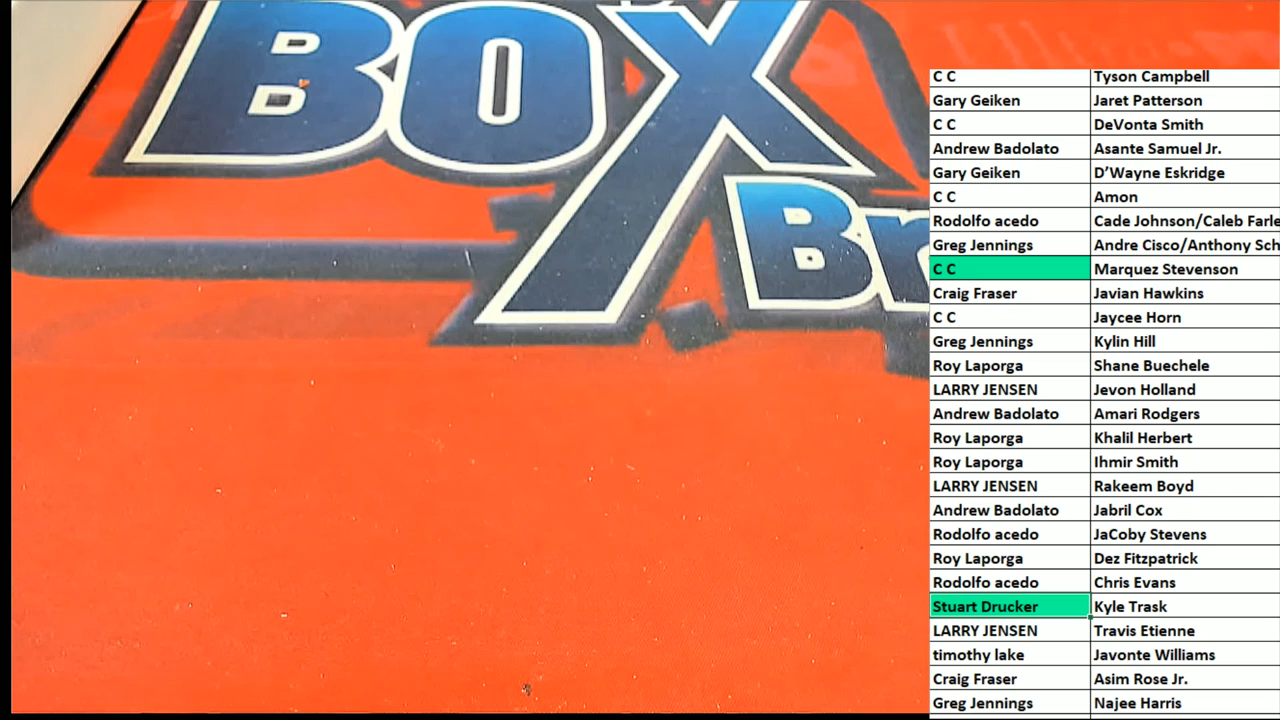 BOX
Br
C C Tyson Campbell
Gary Geiken Jaret Patterson
C C DeVonta Smith
Andrew Badolato Asante Samuel Jr.
Gary Geiken D’Wayne Eskridge
C C Amon
Rodolfo acedo Cade Johnson/Caleb Farle
Greg Jennings Andre Cisco/Anthony Sch
C C Marquez Stevenson
Craig Fraser Javian Hawkins
C C Jaycee Horn
Greg Jennings Kylin Hill
Roy Laporga Shane Buechele
LARRY JENSEN Jevon Holland
Andrew Badolato Amari Rodgers
Roy Laporga Khalil Herbert
Roy Laporga Ihmir Smith
LARRY JENSEN Rakeem Boyd
Andrew Badolato Jabril Cox
Rodolfo acedo JaCoby Stevens
Roy Laporga Dez Fitzpatrick
Rodolfo acedo Chris Evans
Stuart Drucker Kyle Trask
LARRY JENSEN Travis Etienne
timothy lake Javonte Williams
Craig Fraser Asim Rose Jr.
Greg Jennings Najee Harris